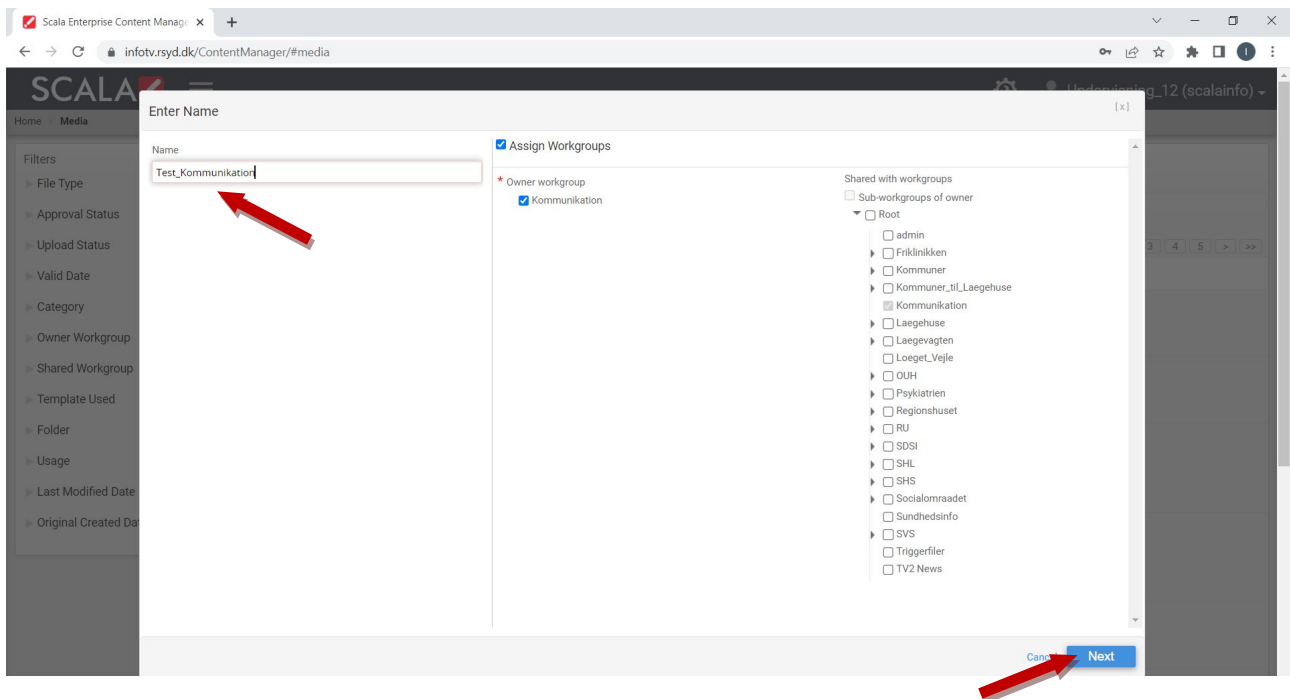 Scala Enterprise Content Manage
infotv.rsyd.dk/ContentManager/#media
SCALA
Undervisning_12 (scalainfo)
Home
Media
Enter Name
[x]
Filters
File Type
Approval Status
Upload Status
Valid Date
Category
Owner Workgroup
Shared Workgroup
Template Used
Folder
Usage
Last Modified Date
Original Created Da
Name
Test_Kommunikation
Assign Workgroups
* Owner workgroup
Kommunikation
Shared with workgroups
Sub-workgroups of owner
Root
admin
Friklinikken
Kommuner
Kommuner_til_Laegehuse
Kommunikation
Laegehuse
Laegevagten
Loeget_Vejle
OUH
Psykiatrien
Regionshuset
RU
SDSI
SHL
SHS
Socialomraadet
Sundhedsinfo
SVS
Triggerfiler
TV2 News
3 4 5 > >>
Next